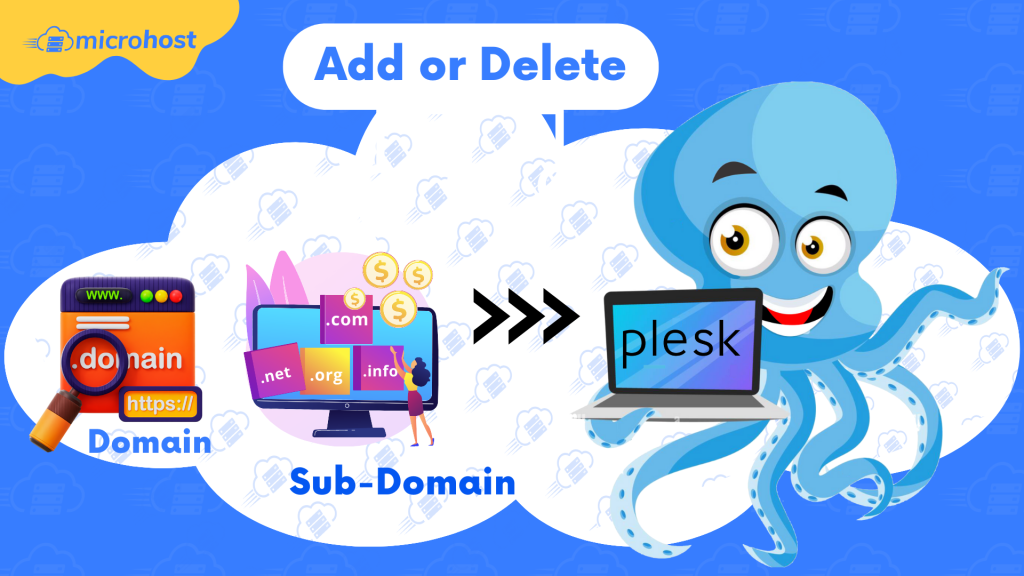 microhost
Add or Delete
www.
.domain
https://
Domain
.com
.net
.org
.info
Sub-Domain
plesk